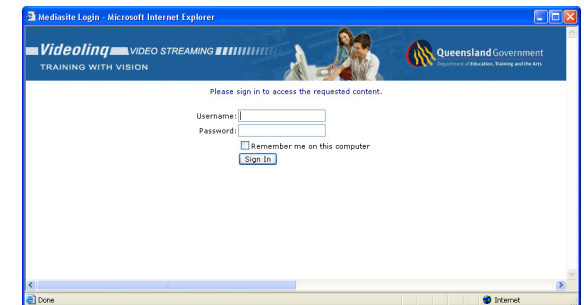 Mediasite Login - Microsoft Internet Explorer
Videolinq VIDEO STREAMING
TRAINING WITH VISION
Queensland Government
Department of Education, Training and the Arts
Please sign in to access the requested content.
Username:
Password:
Remember me on this computer
Sign In
Done
Internet